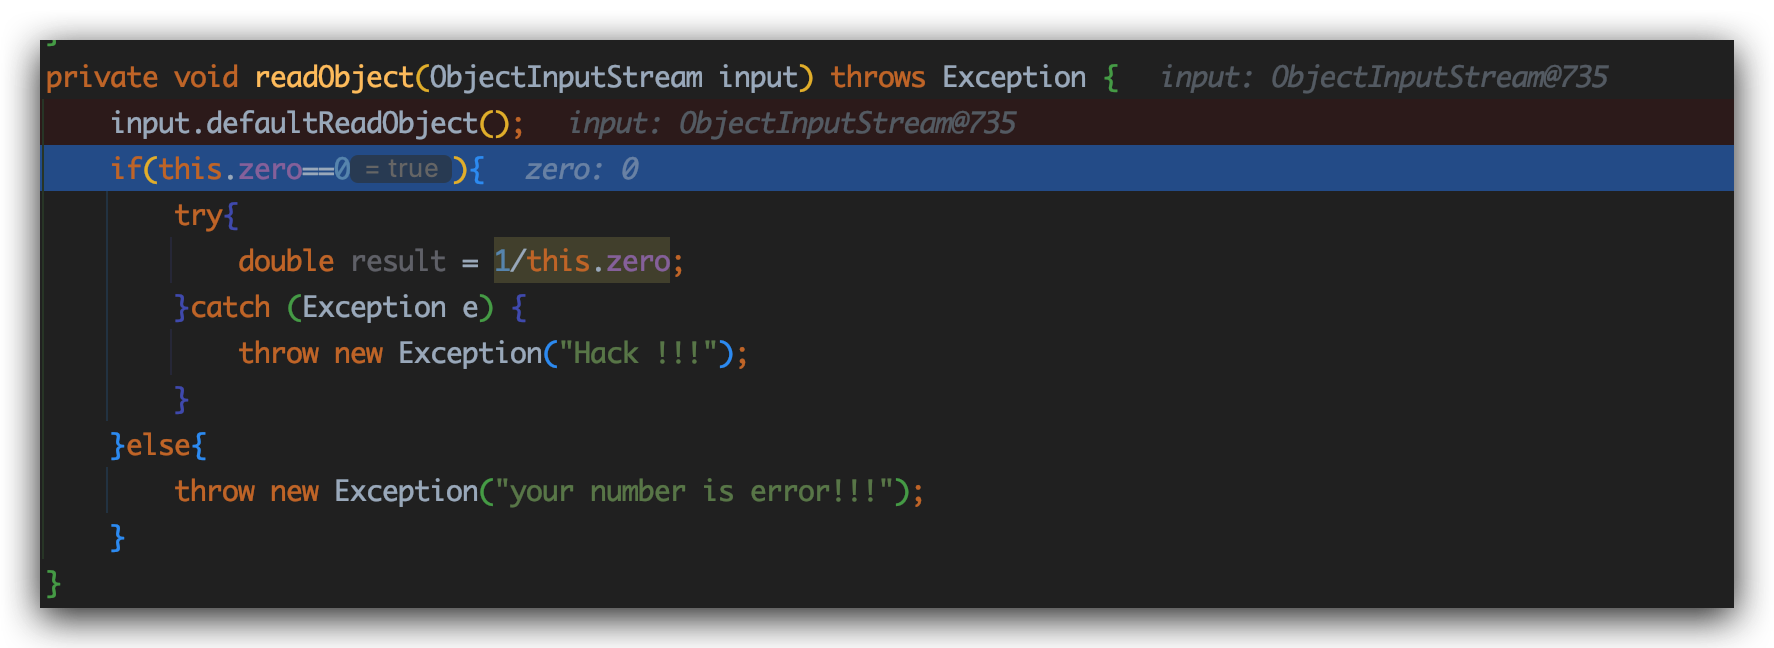 }
private void readObject(ObjectInputStream input) throws Exception {   input: ObjectInputStream@735
    input.defaultReadObject();   input: ObjectInputStream@735
    if(this.zero==0 = true ){   zero: 0
        try{
            double result = 1/this.zero;
        }catch (Exception e) {
            throw new Exception("Hack !!!");
        }
    }else{
        throw new Exception("your number is error!!!");
    }
}